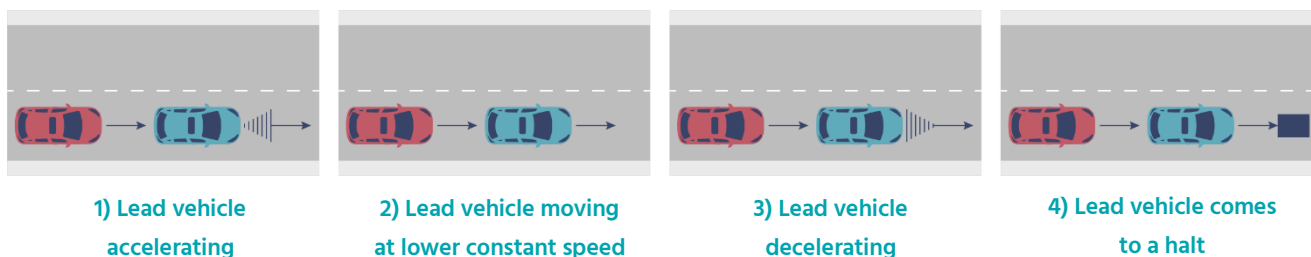 1) Lead vehicle
accelerating
2) Lead vehicle moving
at lower constant speed
3) Lead vehicle
decelerating
4) Lead vehicle comes
to a halt